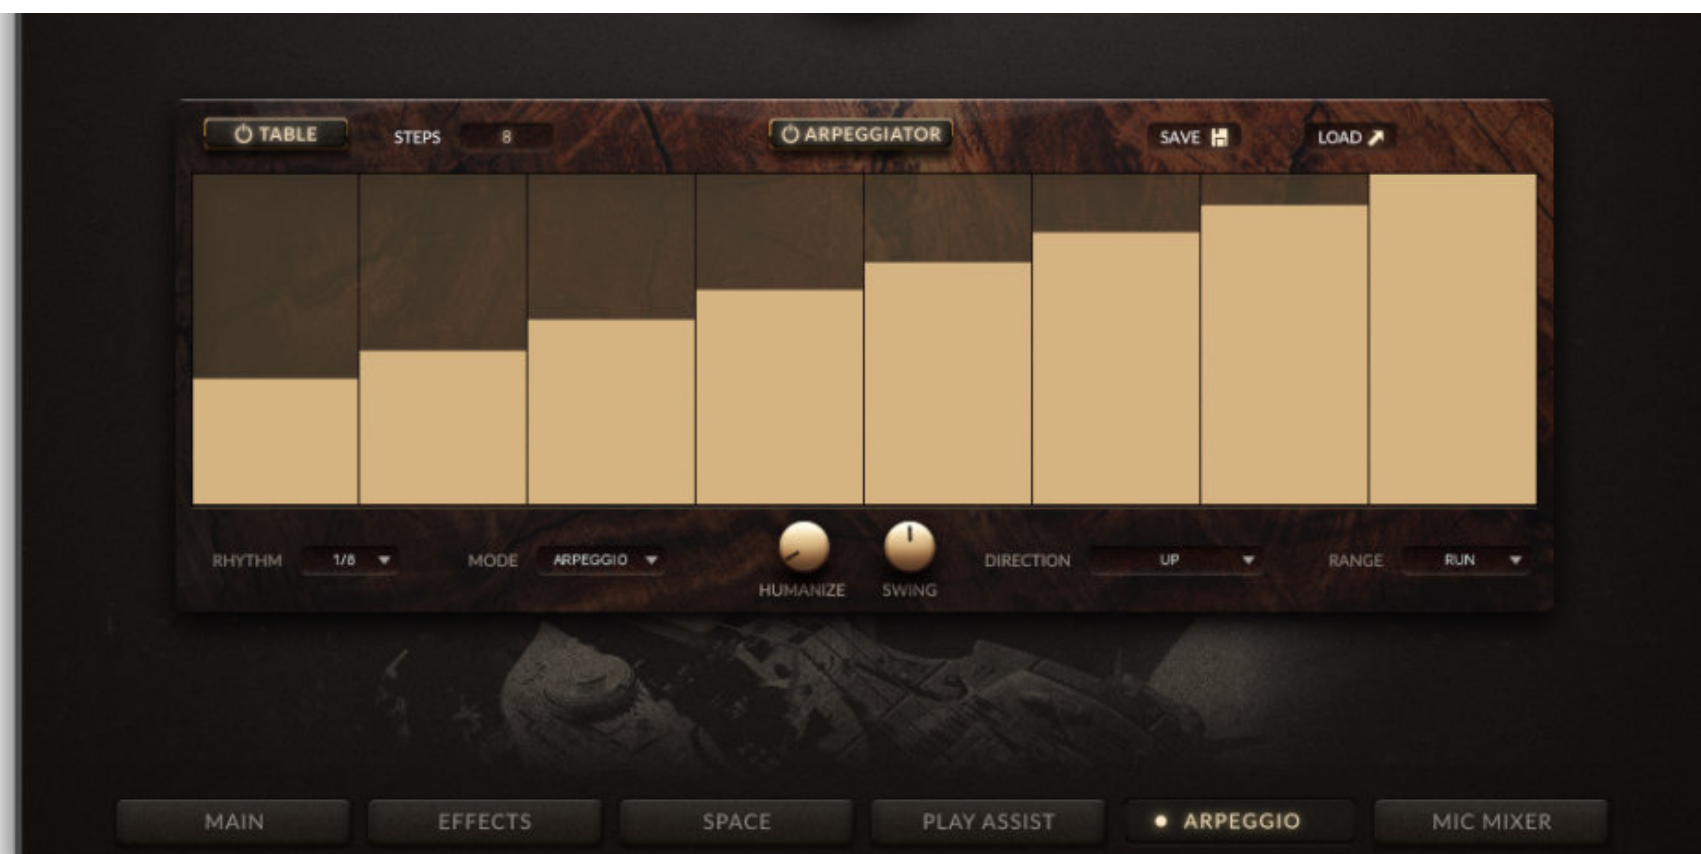 TABLE STEPS 8 ARPEGGIATOR SAVE LOAD
RHYTHM 1/8 MODE ARPEGGIO HUMANIZE SWING DIRECTION UP RANGE RUN
MAIN EFFECTS SPACE PLAY ASSIST ARPEGGIO MIC MIXER